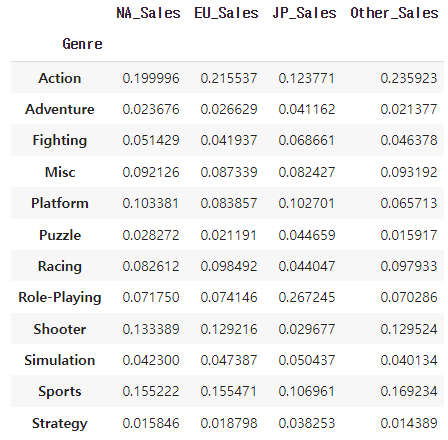 NA_Sales EU_Sales JP_Sales Other_Sales
Genre
Action 0.199996 0.215537 0.123771 0.235923
Adventure 0.023676 0.026629 0.041162 0.021377
Fighting 0.051429 0.041937 0.068661 0.046378
Misc 0.092126 0.087339 0.082427 0.093192
Platform 0.103381 0.083857 0.102701 0.065713
Puzzle 0.028272 0.021191 0.044659 0.015917
Racing 0.082612 0.098492 0.044047 0.097933
Role-Playing 0.071750 0.074146 0.267245 0.070286
Shooter 0.133389 0.129216 0.029677 0.129524
Simulation 0.042300 0.047387 0.050437 0.040134
Sports 0.155222 0.155471 0.106961 0.169234
Strategy 0.015846 0.018798 0.038253 0.014389